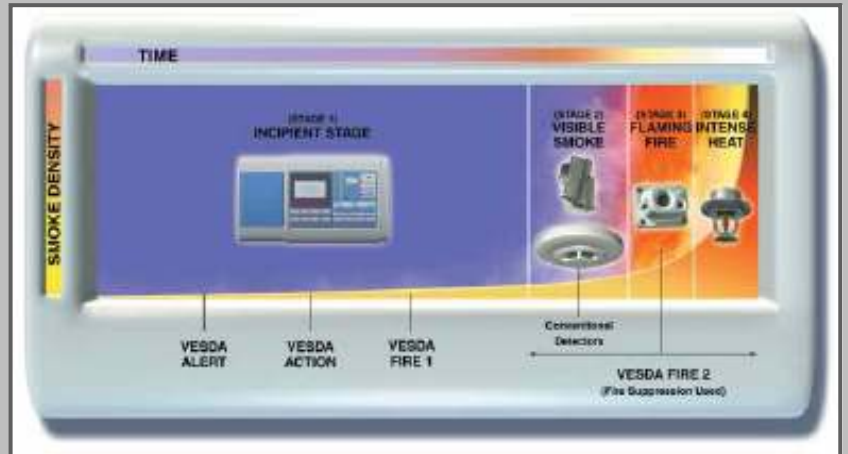 TIME
SMOKE DENSITY
(STAGE 1)
INCIPIENT STAGE
(STAGE 2)
VISIBLE
SMOKE
(STAGE 3)
FLAMING
FIRE
(STAGE 4)
INTENSE
HEAT
VESDA
ALERT
VESDA
ACTION
VESDA
FIRE 1
Conventional
Detectors
VESDA FIRE 2
(Fire Suppression Used)